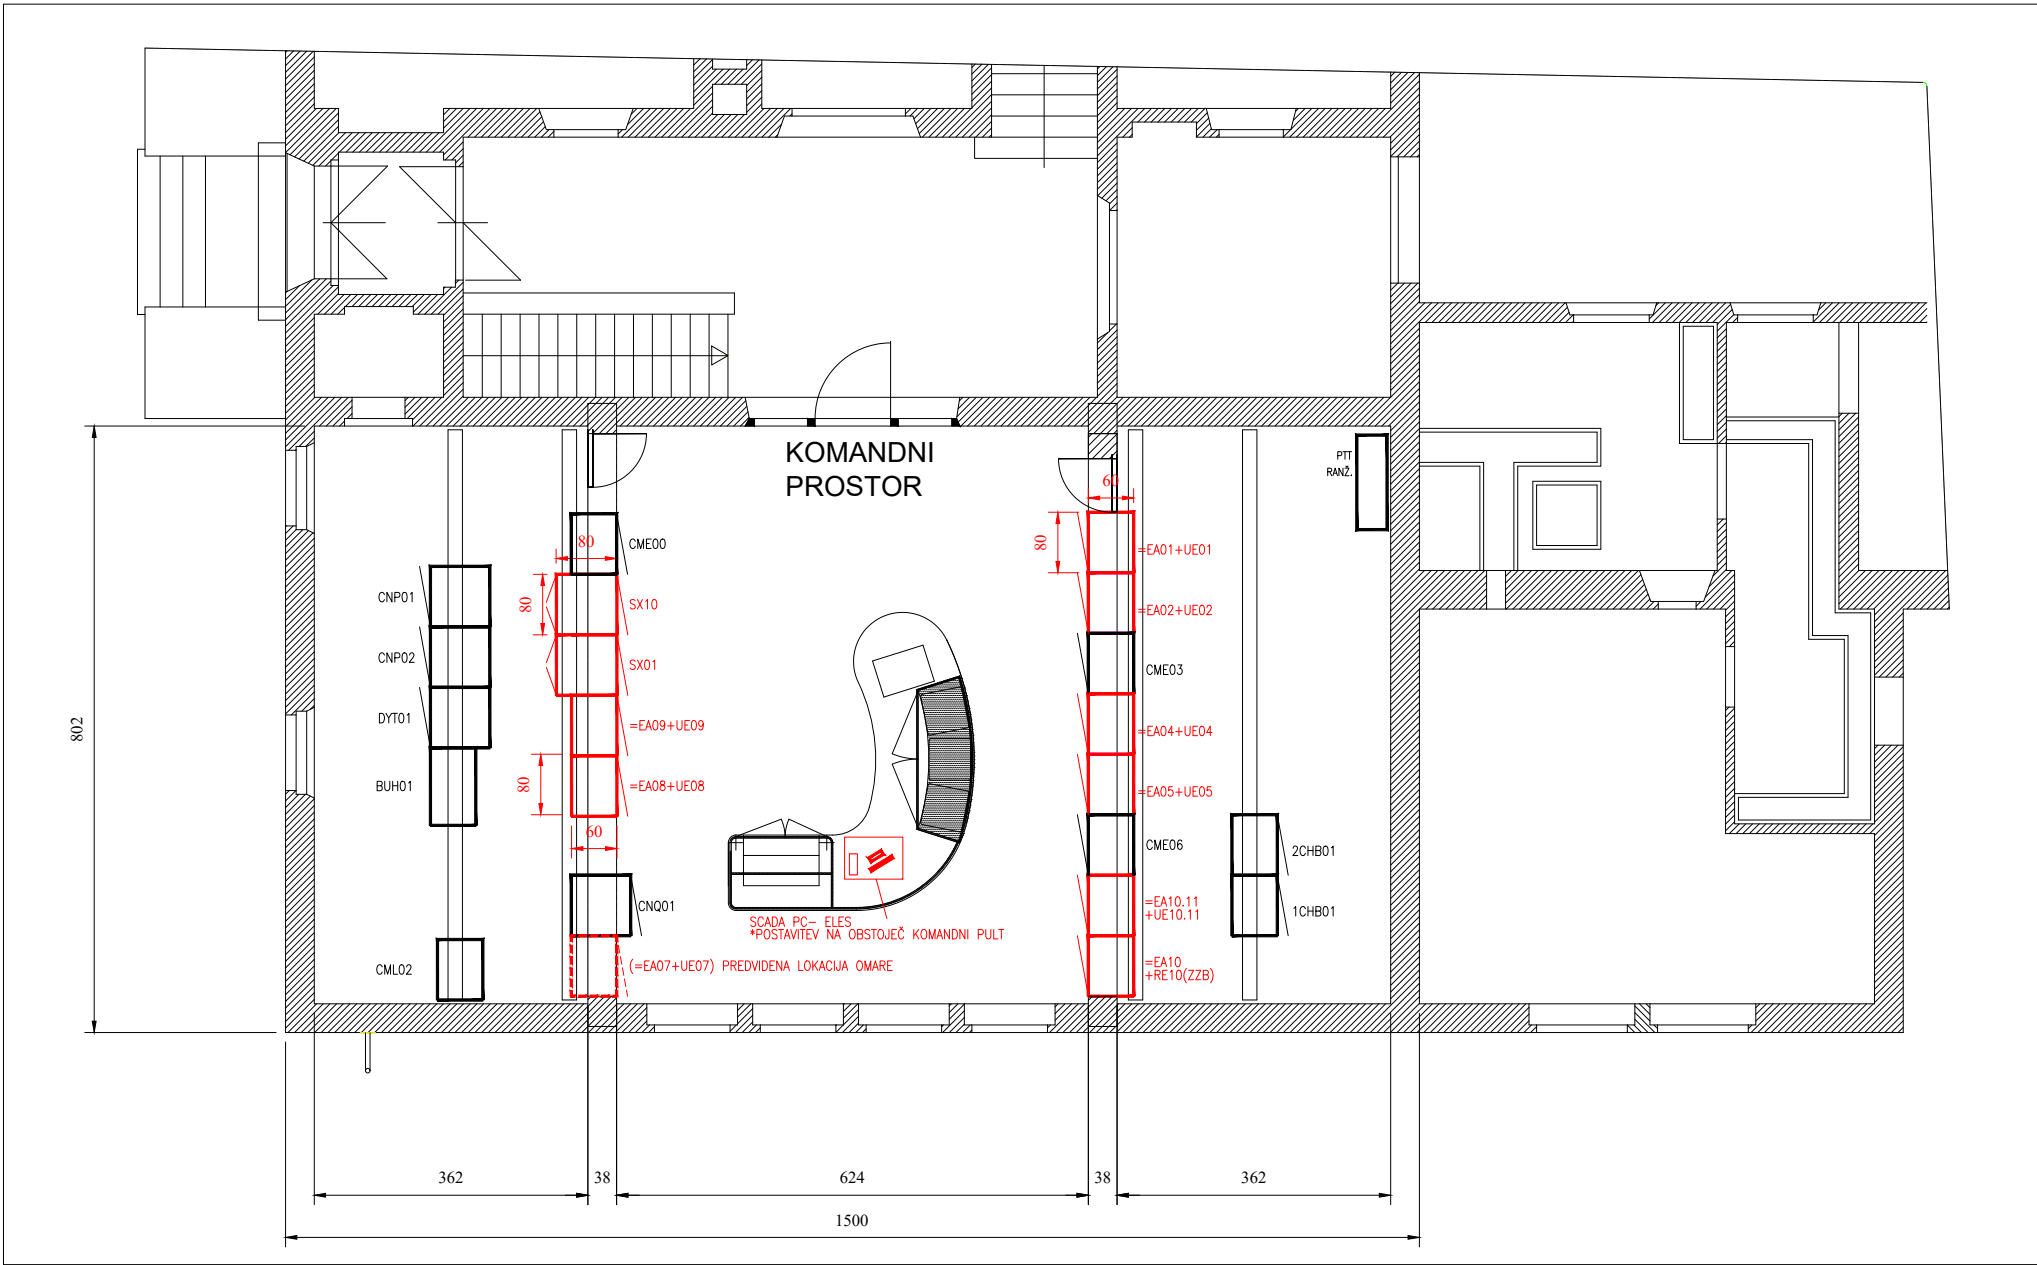 KOMANDNI
PROSTOR
PTT
RANŽ.
60
80
80
CME00
=EA01+UE01
CNP01
80
SX10
=EA02+UE02
CNP02
SX01
CME03
802
DYT01
=EA09+UE09
=EA04+UE04
BUH01
80
=EA08+UE08
=EA05+UE05
60
CME06
2CHB01
CNQ01
=EA10.11
+UE10.11
1CHB01
SCADA PC- ELES
*POSTAVITEV NA OBSTOJEČ KOMANDNI PULT
CML02
(=EA07+UE07) PREDVIDENA LOKACIJA OMARE
=EA10
+RE10(ZZB)
362
38
624
38
362
1500